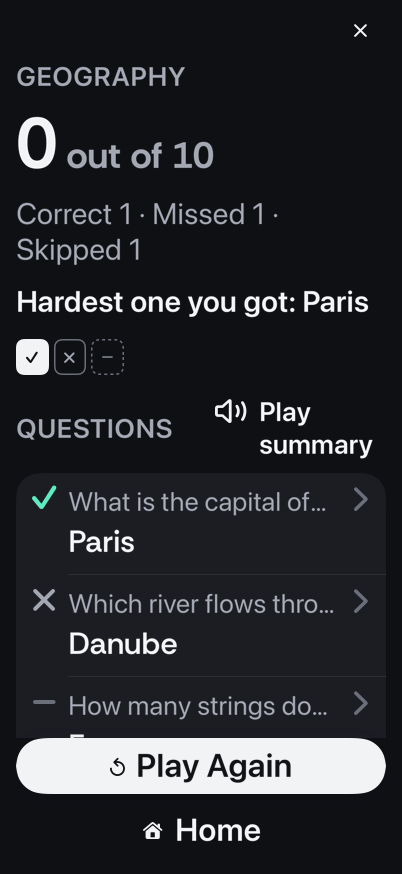 GEOGRAPHY
0 out of 10
Correct 1 · Missed 1 ·
Skipped 1
Hardest one you got: Paris
QUESTIONS
Play
summary
What is the capital of...
Paris
Which river flows thro...
Danube
How many strings do...
Play Again
Home